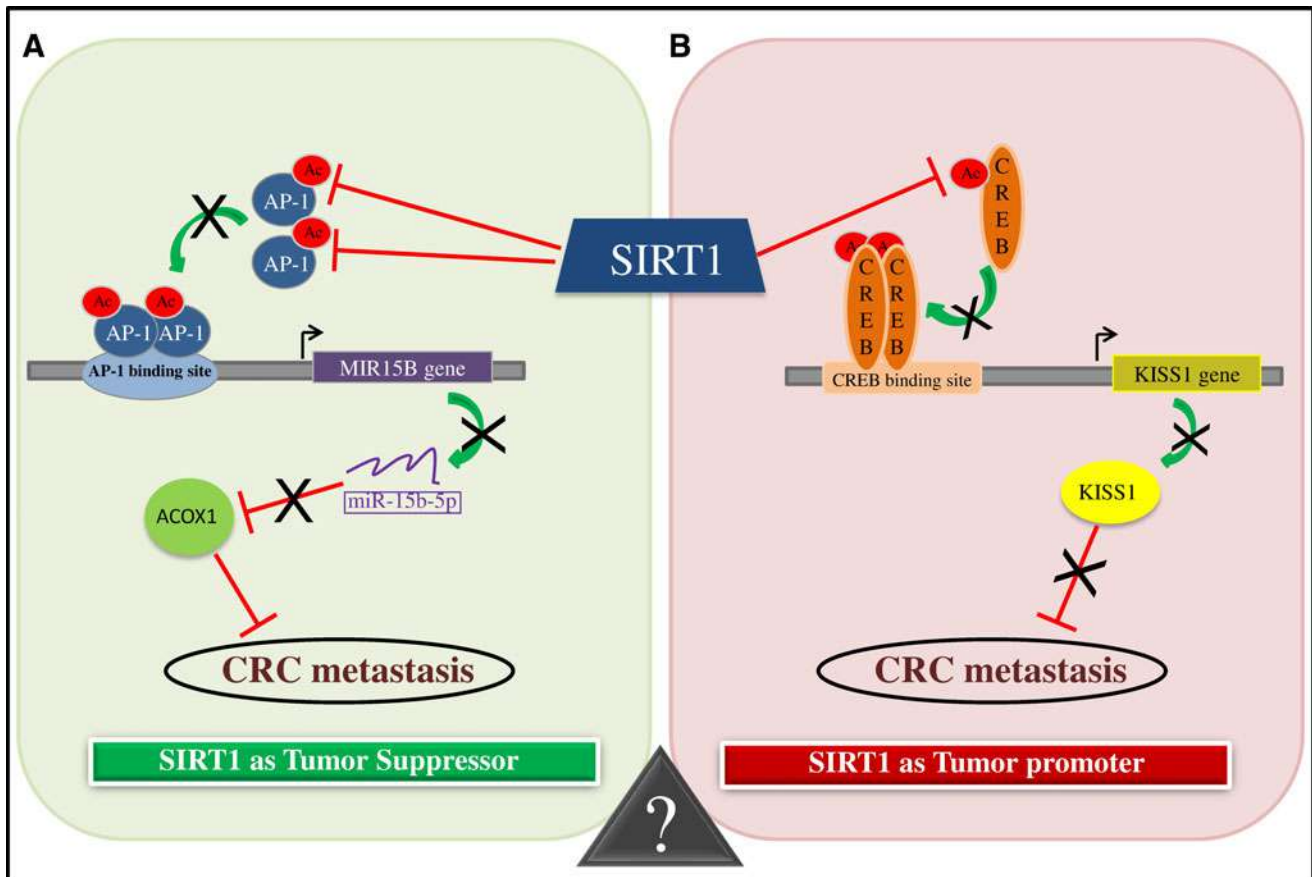 A
B
Ac
AP-1
Ac
AP-1
SIRT1
Ac
C
R
E
B
Ac
Ac
AP-1
AP-1
AP-1 binding site
MIR15B gene
A
A
C
R
E
B
C
R
E
B
CREB binding site
KISS1 gene
miR-15b-5p
ACOX1
KISS1
CRC metastasis
CRC metastasis
SIRT1 as Tumor Suppressor
SIRT1 as Tumor promoter
?